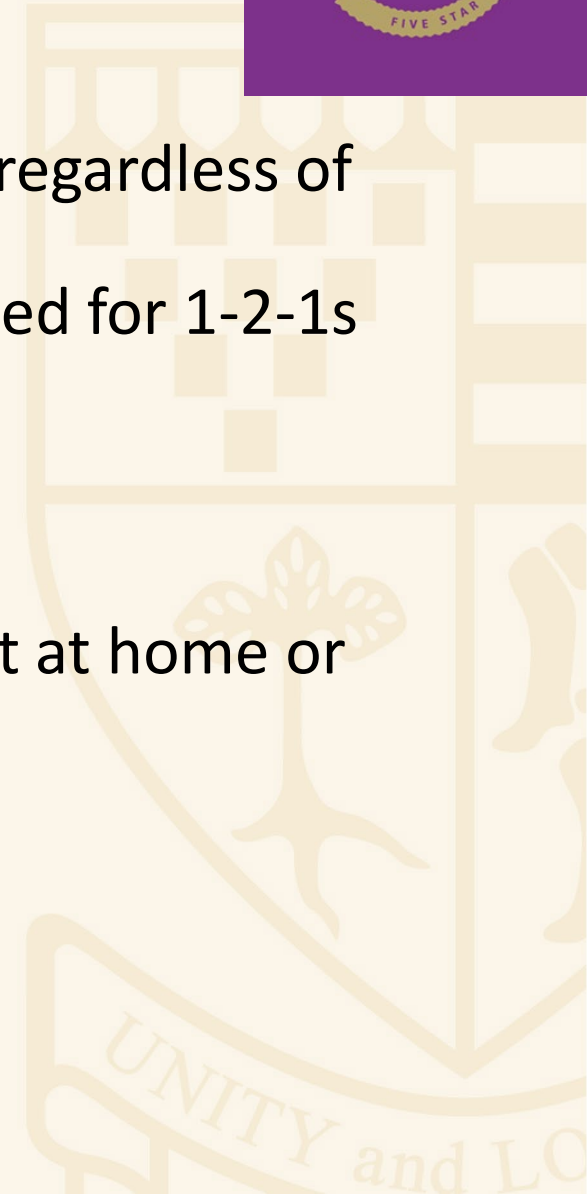 FIVE STAR
regardless of
ed for 1-2-1s
t at home or
UNITY and LO